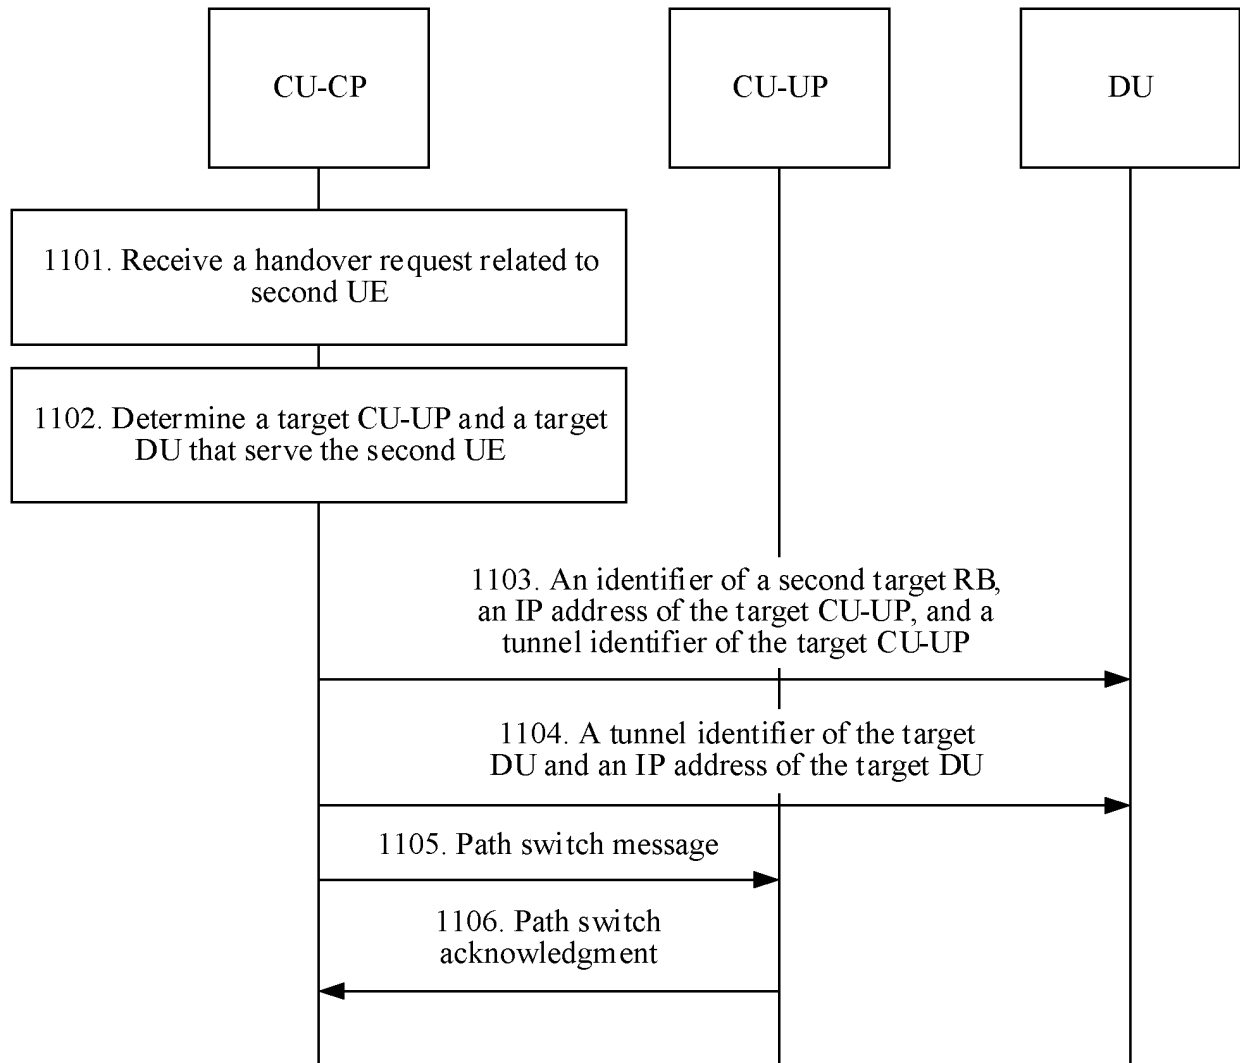 CU-CP
CU-UP
DU
1101. Receive a handover request related to
second UE
1102. Determine a target CU-UP and a target
DU that serve the second UE
1103. An identifier of a second target RB,
an IP address of the target CU-UP, and a
tunnel identifier of the target CU-UP
1104. A tunnel identifier of the target
DU and an IP address of the target DU
1105. Path switch message
1106. Path switch
acknowledgment